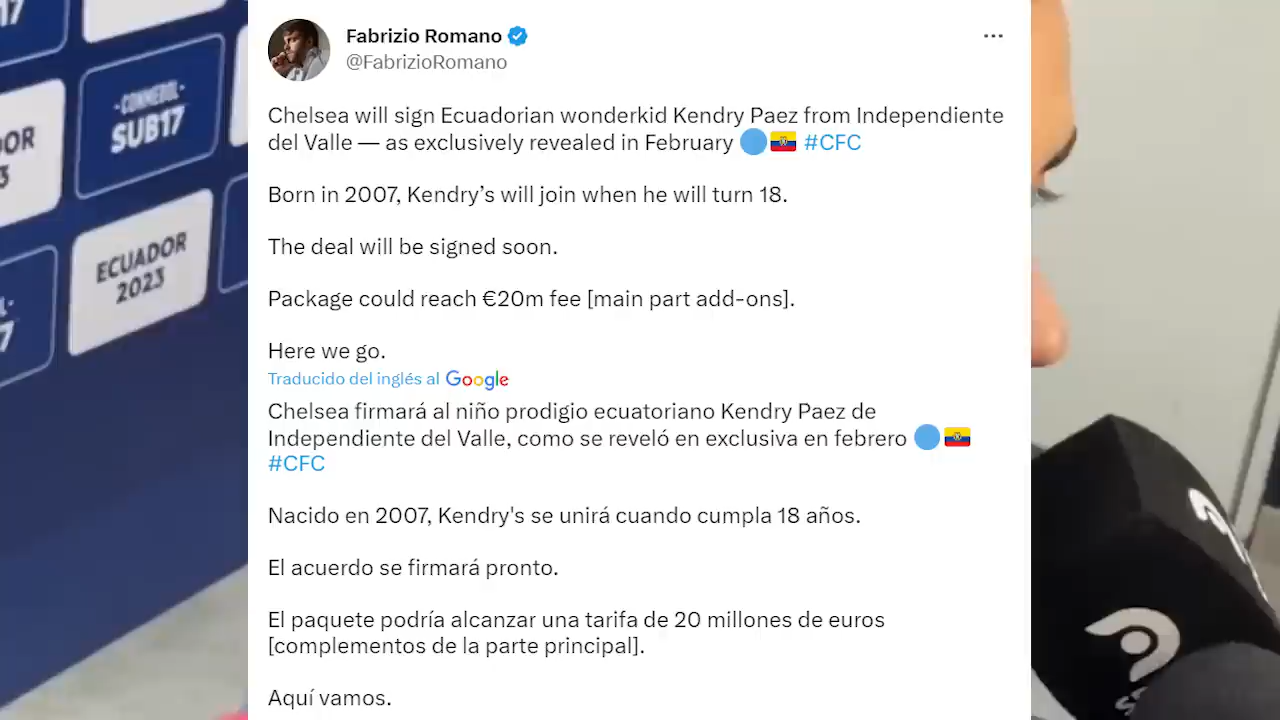 Fabrizio Romano
@FabrizioRomano
Chelsea will sign Ecuadorian wonderkid Kendry Paez from Independiente
del Valle — as exclusively revealed in February 🔵🇪🇨 #CFC
Born in 2007, Kendry’s will join when he will turn 18.
The deal will be signed soon.
Package could reach €20m fee [main part add-ons].
Here we go.
Traducido del inglés al Google
Chelsea firmará al niño prodigio ecuatoriano Kendry Paez de
Independiente del Valle, como se reveló en exclusiva en febrero 🔵🇪🇨
#CFC
Nacido en 2007, Kendry's se unirá cuando cumpla 18 años.
El acuerdo se firmará pronto.
El paquete podría alcanzar una tarifa de 20 millones de euros
[complementos de la parte principal].
Aquí vamos.
CONMEBOL
SUB17
ECUADOR
2023